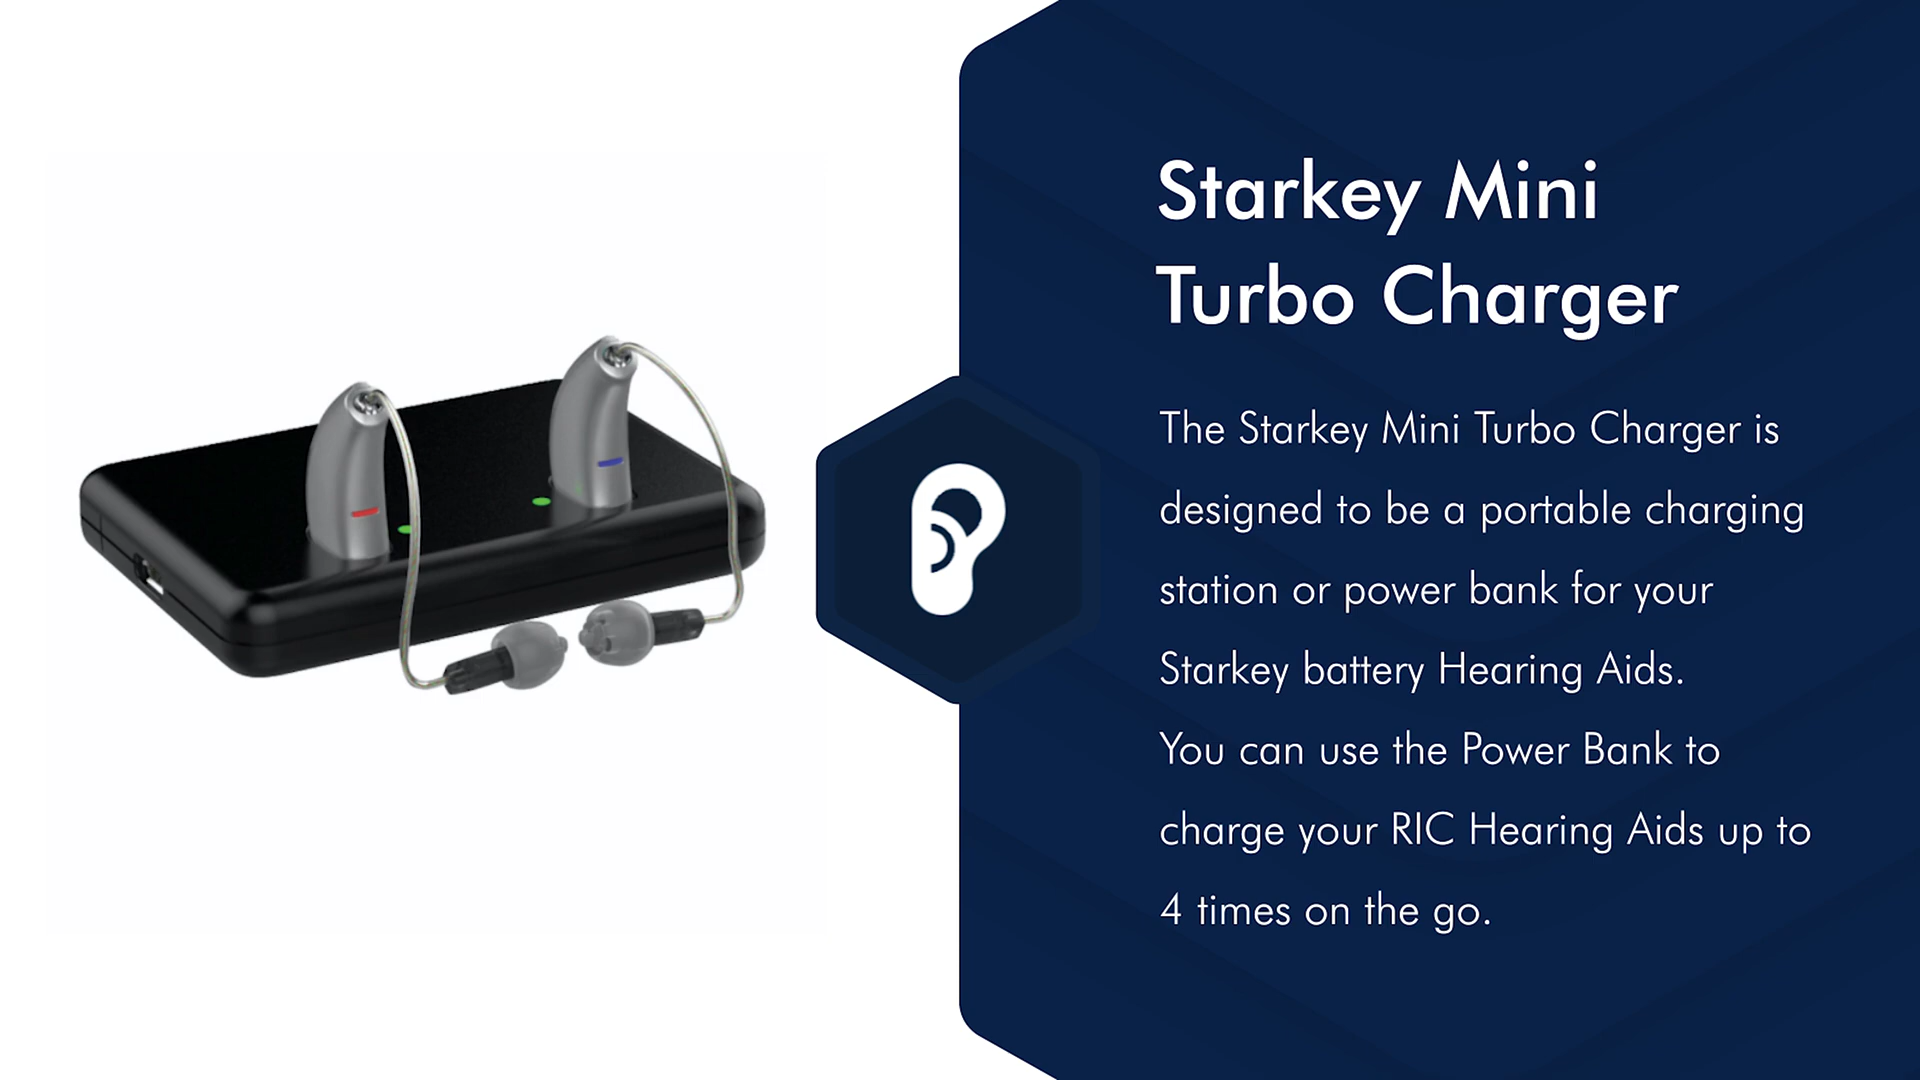 Starkey Mini
Turbo Charger
The Starkey Mini Turbo Charger is
designed to be a portable charging
station or power bank for your
Starkey battery Hearing Aids.
You can use the Power Bank to
charge your RIC Hearing Aids up to
4 times on the go.